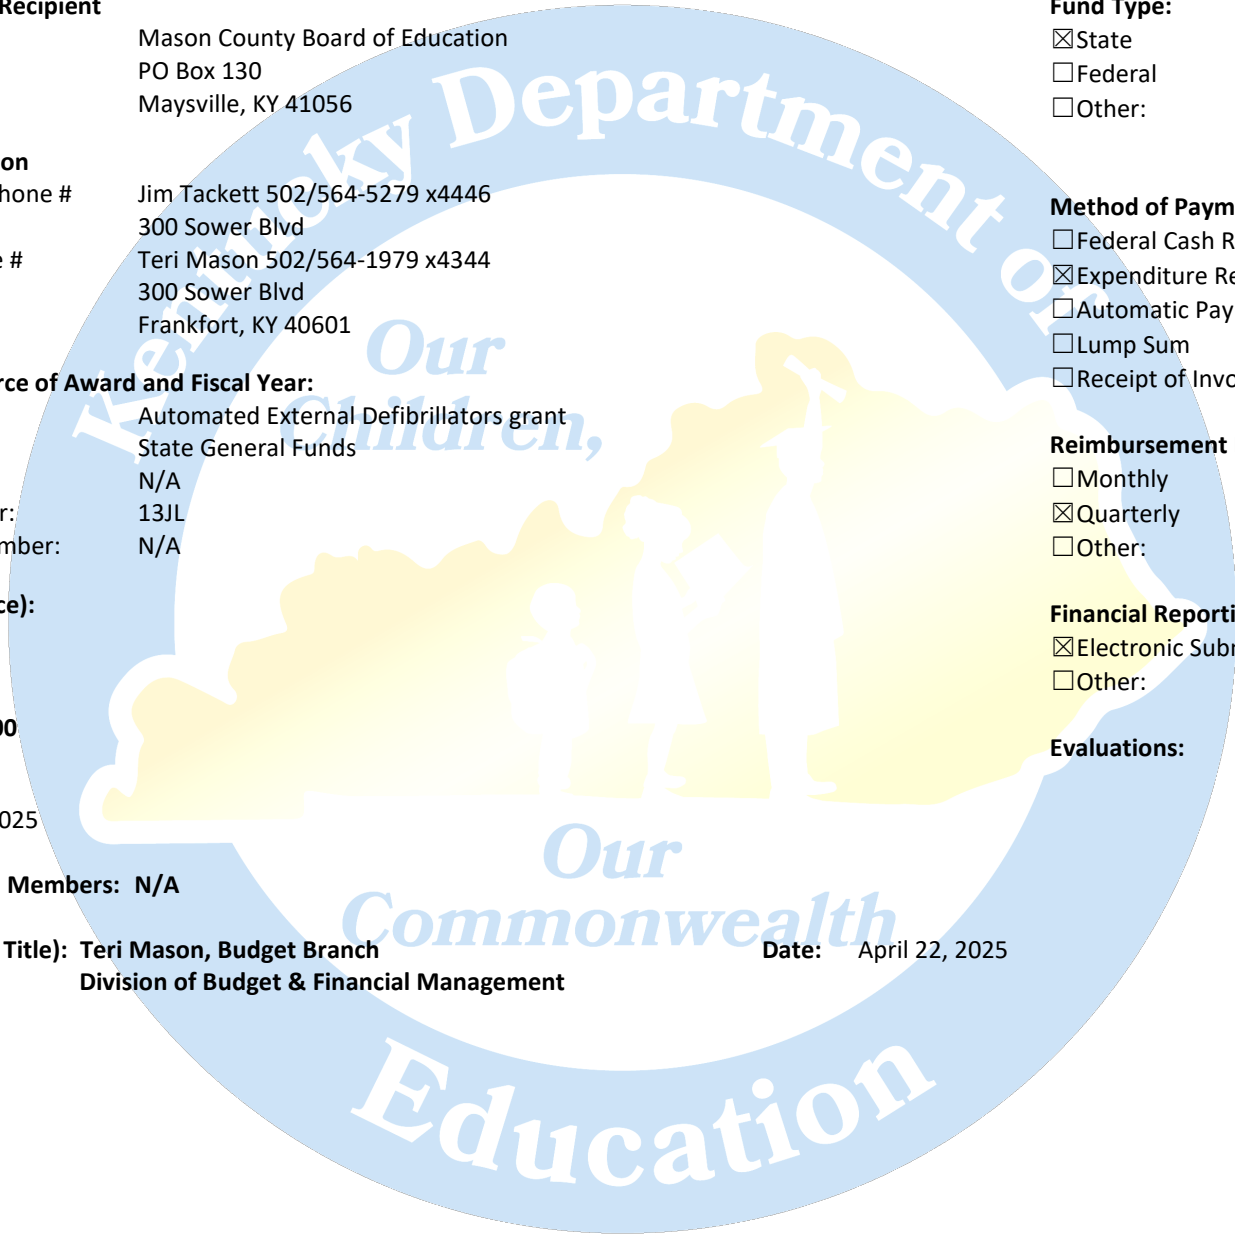 Recipient
Mason County Board of Education
PO Box 130
Maysville, KY 41056
on
hone # Jim Tackett 502/564-5279 x4446
300 Sower Blvd
e # Teri Mason 502/564-1979 x4344
300 Sower Blvd
Frankfort, KY 40601
rce of Award and Fiscal Year:
Automated External Defibrillators grant
State General Funds
N/A
r: 13JL
mber: N/A
ce):
00
025
Members: N/A
Title): Teri Mason, Budget Branch
Division of Budget & Financial Management
Date: April 22, 2025
Fund Type:
☒State
☐Federal
☐Other:
Method of Paym
☐Federal Cash R
☒Expenditure Re
☐Automatic Pay
☐Lump Sum
☐Receipt of Invo
Reimbursement
☐Monthly
☒Quarterly
☐Other:
Financial Reporti
☒Electronic Subm
☐Other:
Evaluations:
Kentucky Department of
Education
Our
Children,
Our
Commonwealth